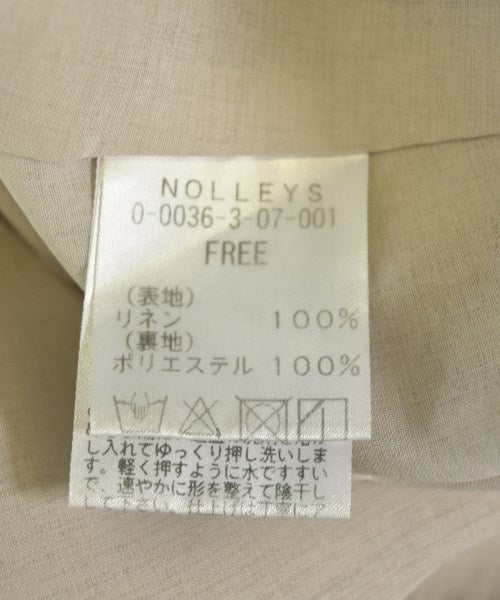 NOLLEYS
0-0036-3-07-001
FREE
(表地)
リネン 100%
(裏地)
ポリエステル 100%
し入れてゆっくり押し洗いしま
す。軽く押すように水ですすい
で、速やかに形を整えて陰干し